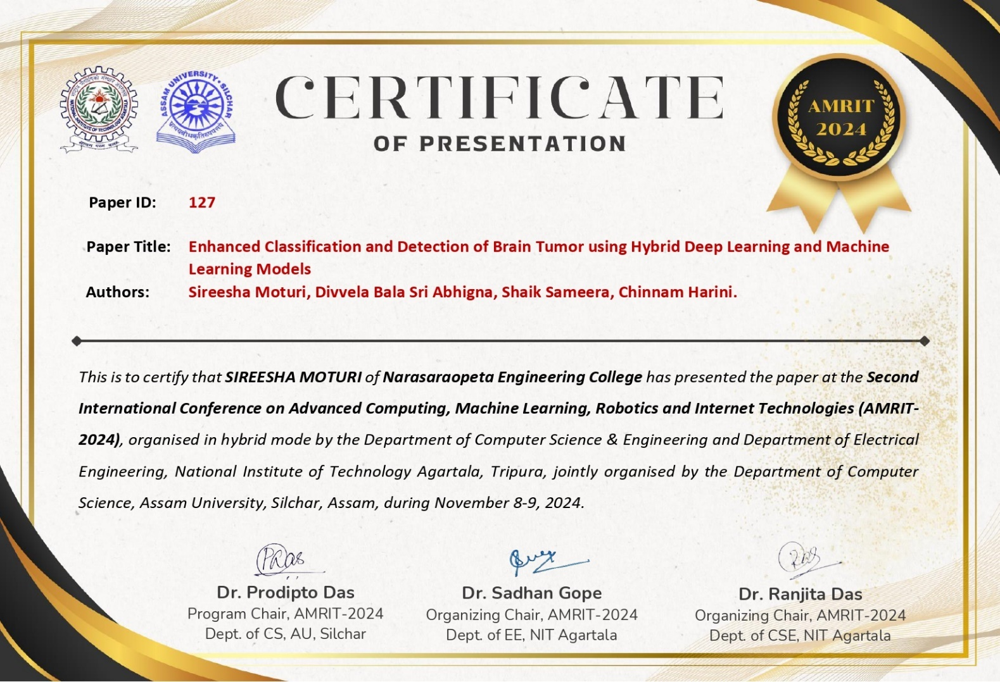 ASSAM UNIVERSITY • SILCHAR
NATIONAL INSTITUTE OF TECHNOLOGY AGARTALA
CERTIFICATE
OF PRESENTATION
AMRIT
2024
Paper ID: 127
Paper Title: Enhanced Classification and Detection of Brain Tumor using Hybrid Deep Learning and Machine
Learning Models
Authors: Sireesha Moturi, Divvela Bala Sri Abhigna, Shaik Sameera, Chinnam Harini.
This is to certify that SIREESHA MOTURI of Narasaraopeta Engineering College has presented the paper at the Second
International Conference on Advanced Computing, Machine Learning, Robotics and Internet Technologies (AMRIT-
2024), organised in hybrid mode by the Department of Computer Science & Engineering and Department of Electrical
Engineering, National Institute of Technology Agartala, Tripura, jointly organised by the Department of Computer
Science, Assam University, Silchar, Assam, during November 8-9, 2024.
Dr. Prodipto Das
Program Chair, AMRIT-2024
Dept. of CS, AU, Silchar
Dr. Sadhan Gope
Organizing Chair, AMRIT-2024
Dept. of EE, NIT Agartala
Dr. Ranjita Das
Organizing Chair, AMRIT-2024
Dept. of CSE, NIT Agartala